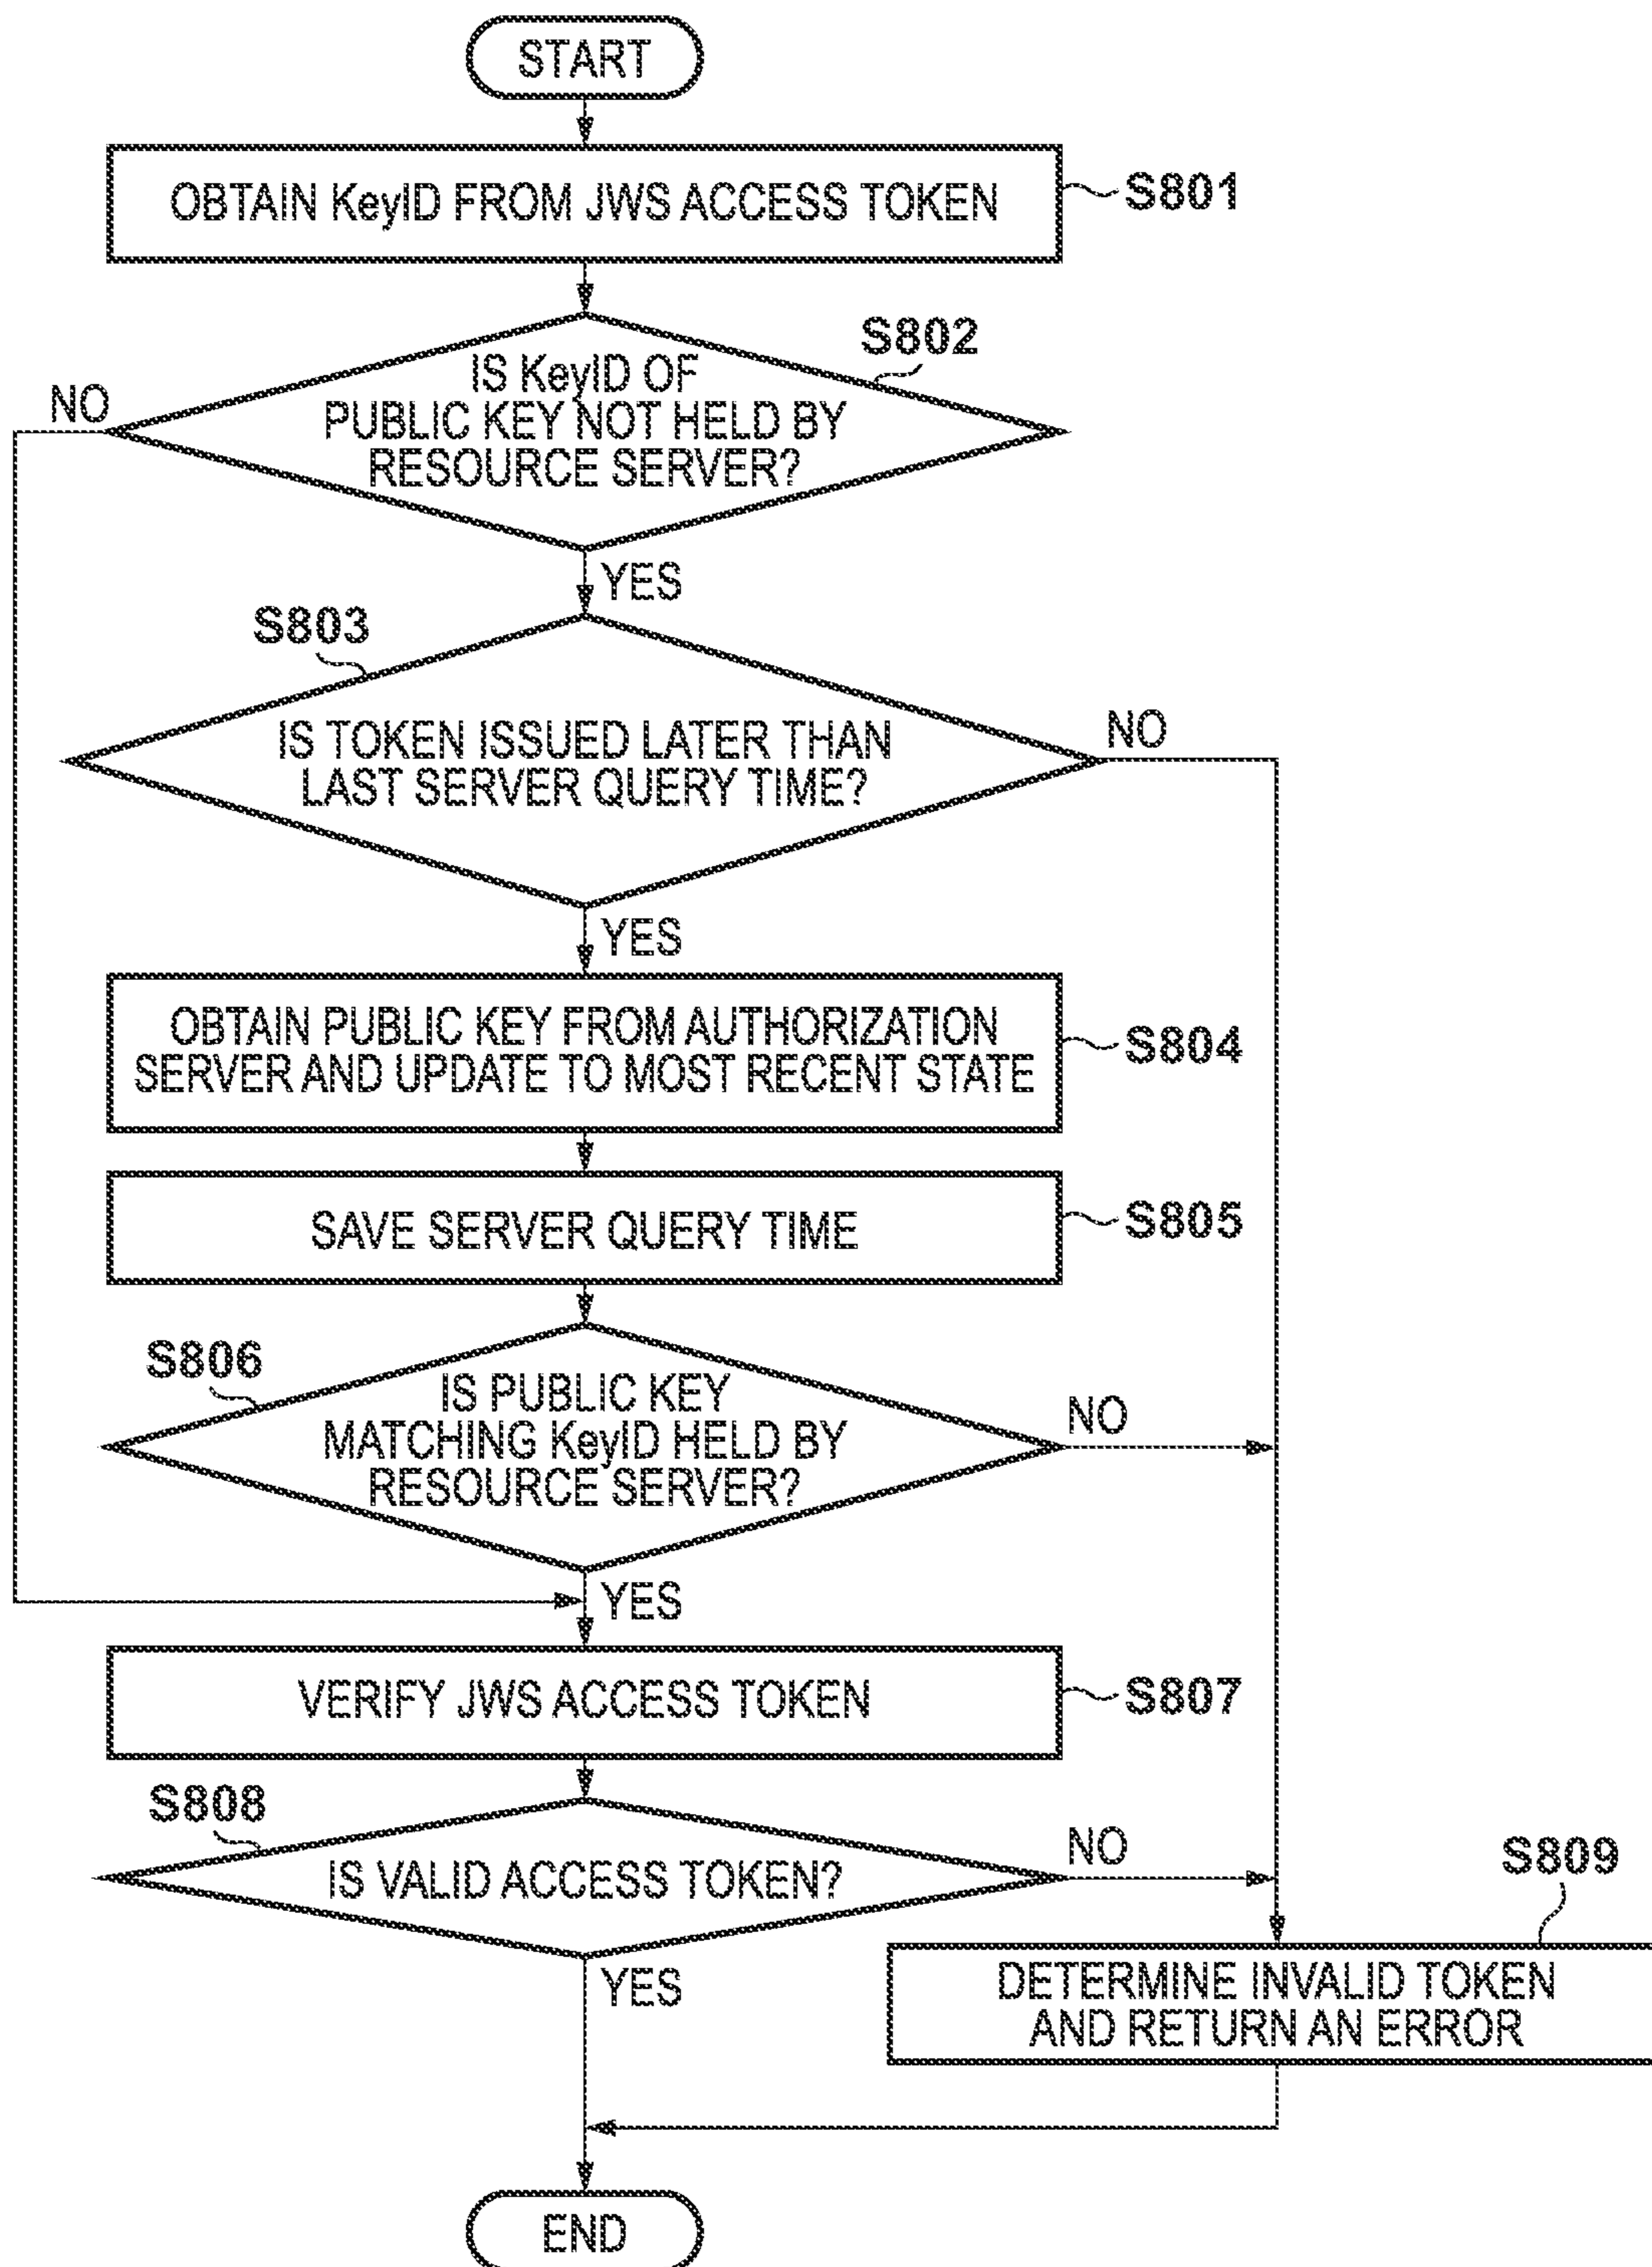 START
OBTAIN KeyID FROM JWS ACCESS TOKEN
S801
S802
IS KeyID OF
PUBLIC KEY NOT HELD BY
RESOURCE SERVER?
NO
YES
S803
IS TOKEN ISSUED LATER THAN
LAST SERVER QUERY TIME?
NO
YES
OBTAIN PUBLIC KEY FROM AUTHORIZATION
SERVER AND UPDATE TO MOST RECENT STATE
S804
SAVE SERVER QUERY TIME
S805
S806
IS PUBLIC KEY
MATCHING KeyID HELD BY
RESOURCE SERVER?
NO
YES
VERIFY JWS ACCESS TOKEN
S807
S808
IS VALID ACCESS TOKEN?
NO
YES
S809
DETERMINE INVALID TOKEN
AND RETURN AN ERROR
END